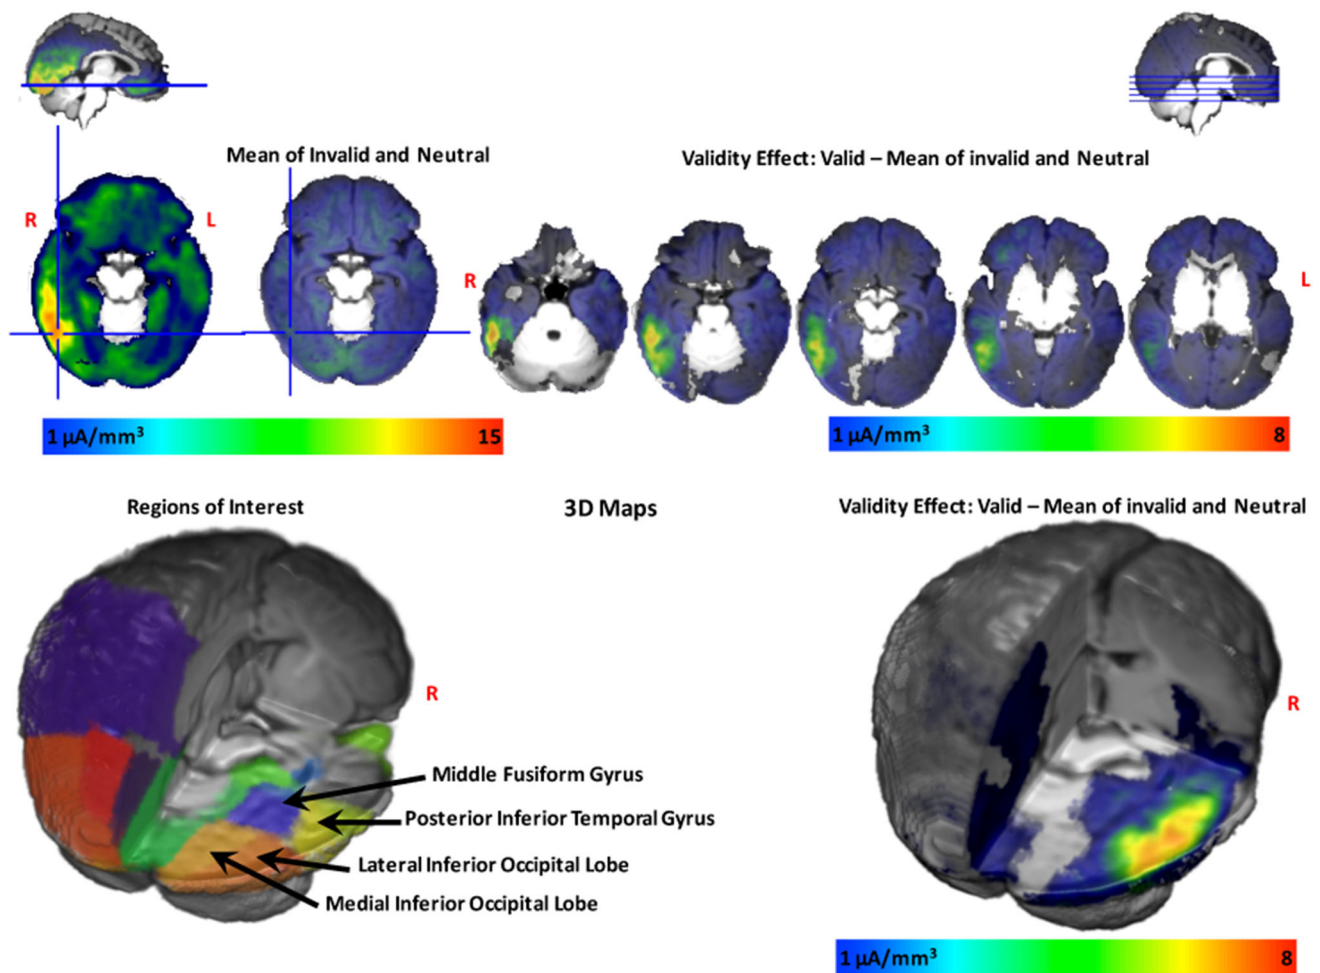 Mean of Invalid and Neutral
Validity Effect: Valid – Mean of invalid and Neutral
R
L
R
L
1 µA/mm³
15
1 µA/mm³
8
Regions of Interest
3D Maps
Validity Effect: Valid – Mean of invalid and Neutral
R
R
Middle Fusiform Gyrus
Posterior Inferior Temporal Gyrus
Lateral Inferior Occipital Lobe
Medial Inferior Occipital Lobe
1 µA/mm³
8